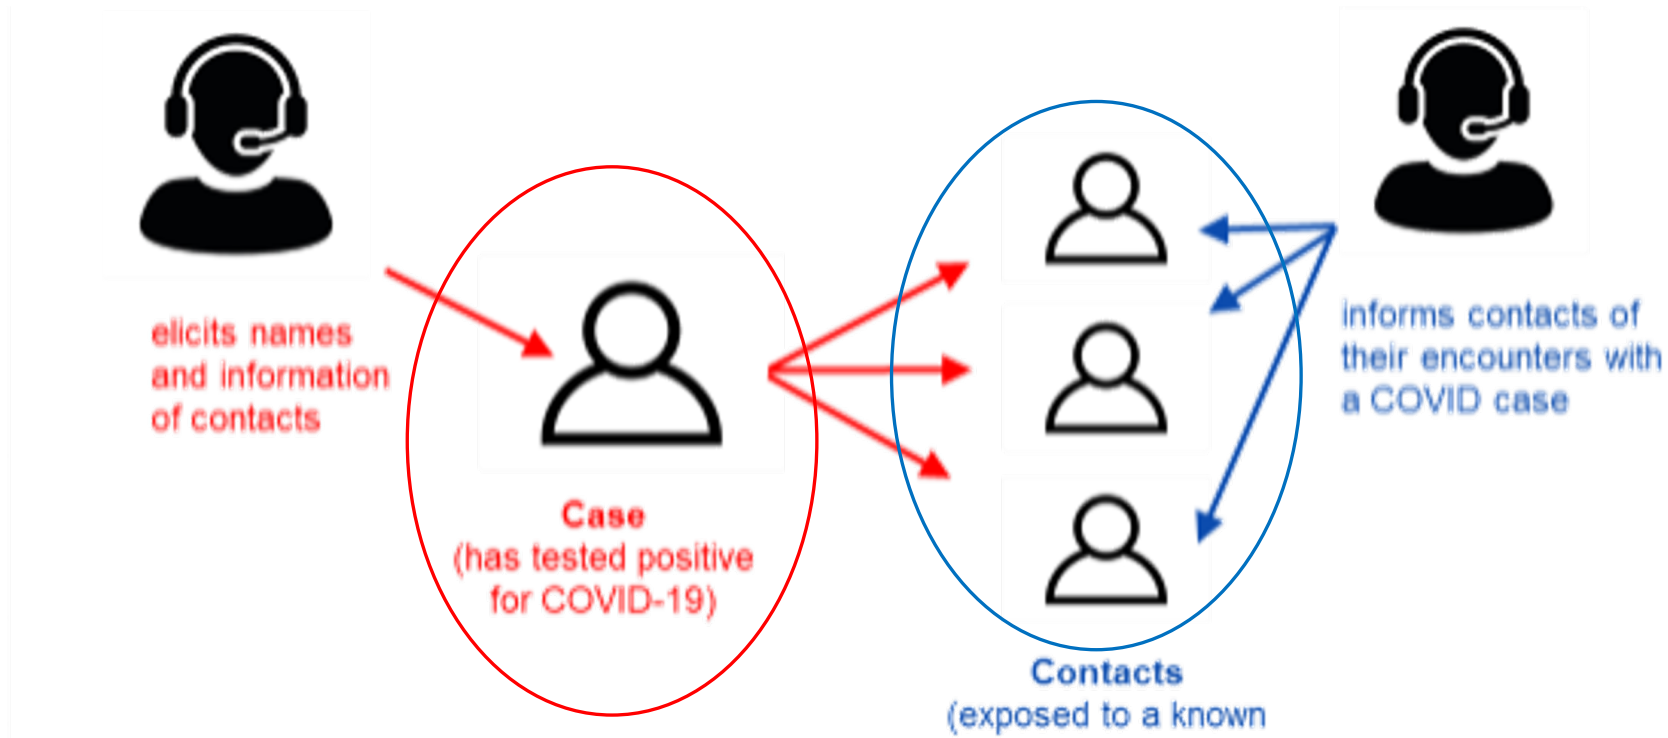 elicits names
and information
of contacts
Case
(has tested positive
for COVID-19)
Contacts
(exposed to a known
informs contacts of
their encounters with
a COVID case